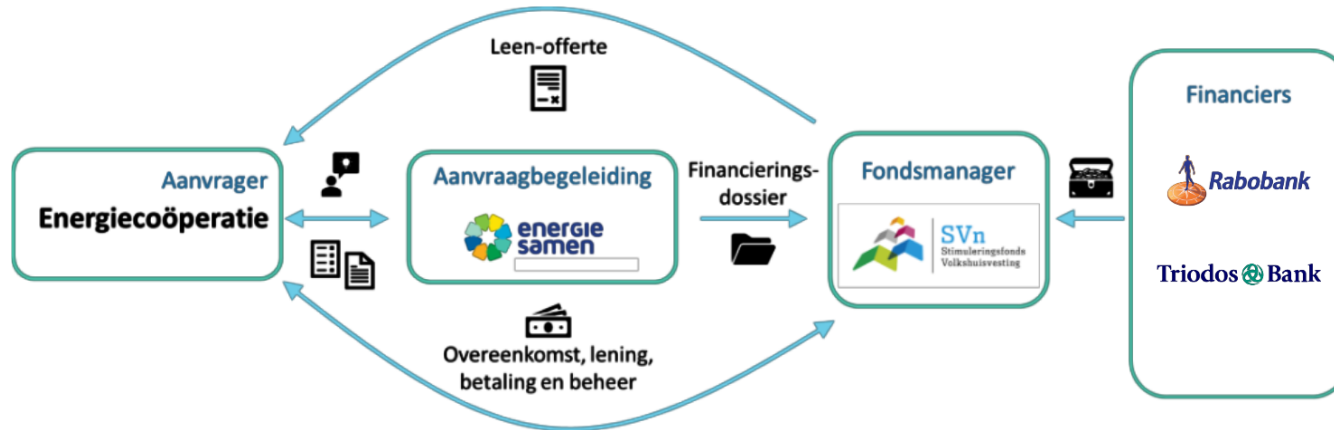 Leen-offerte
Aanvrager
Energiecoöperatie
Aanvraagbegeleiding
energie
samen
Financierings-
dossier
Fondsmanager
SVn
Stimuleringsfonds
Volkshuisvesting
Financiers
Rabobank
Triodos Bank
Overeenkomst, lening,
betaling en beheer